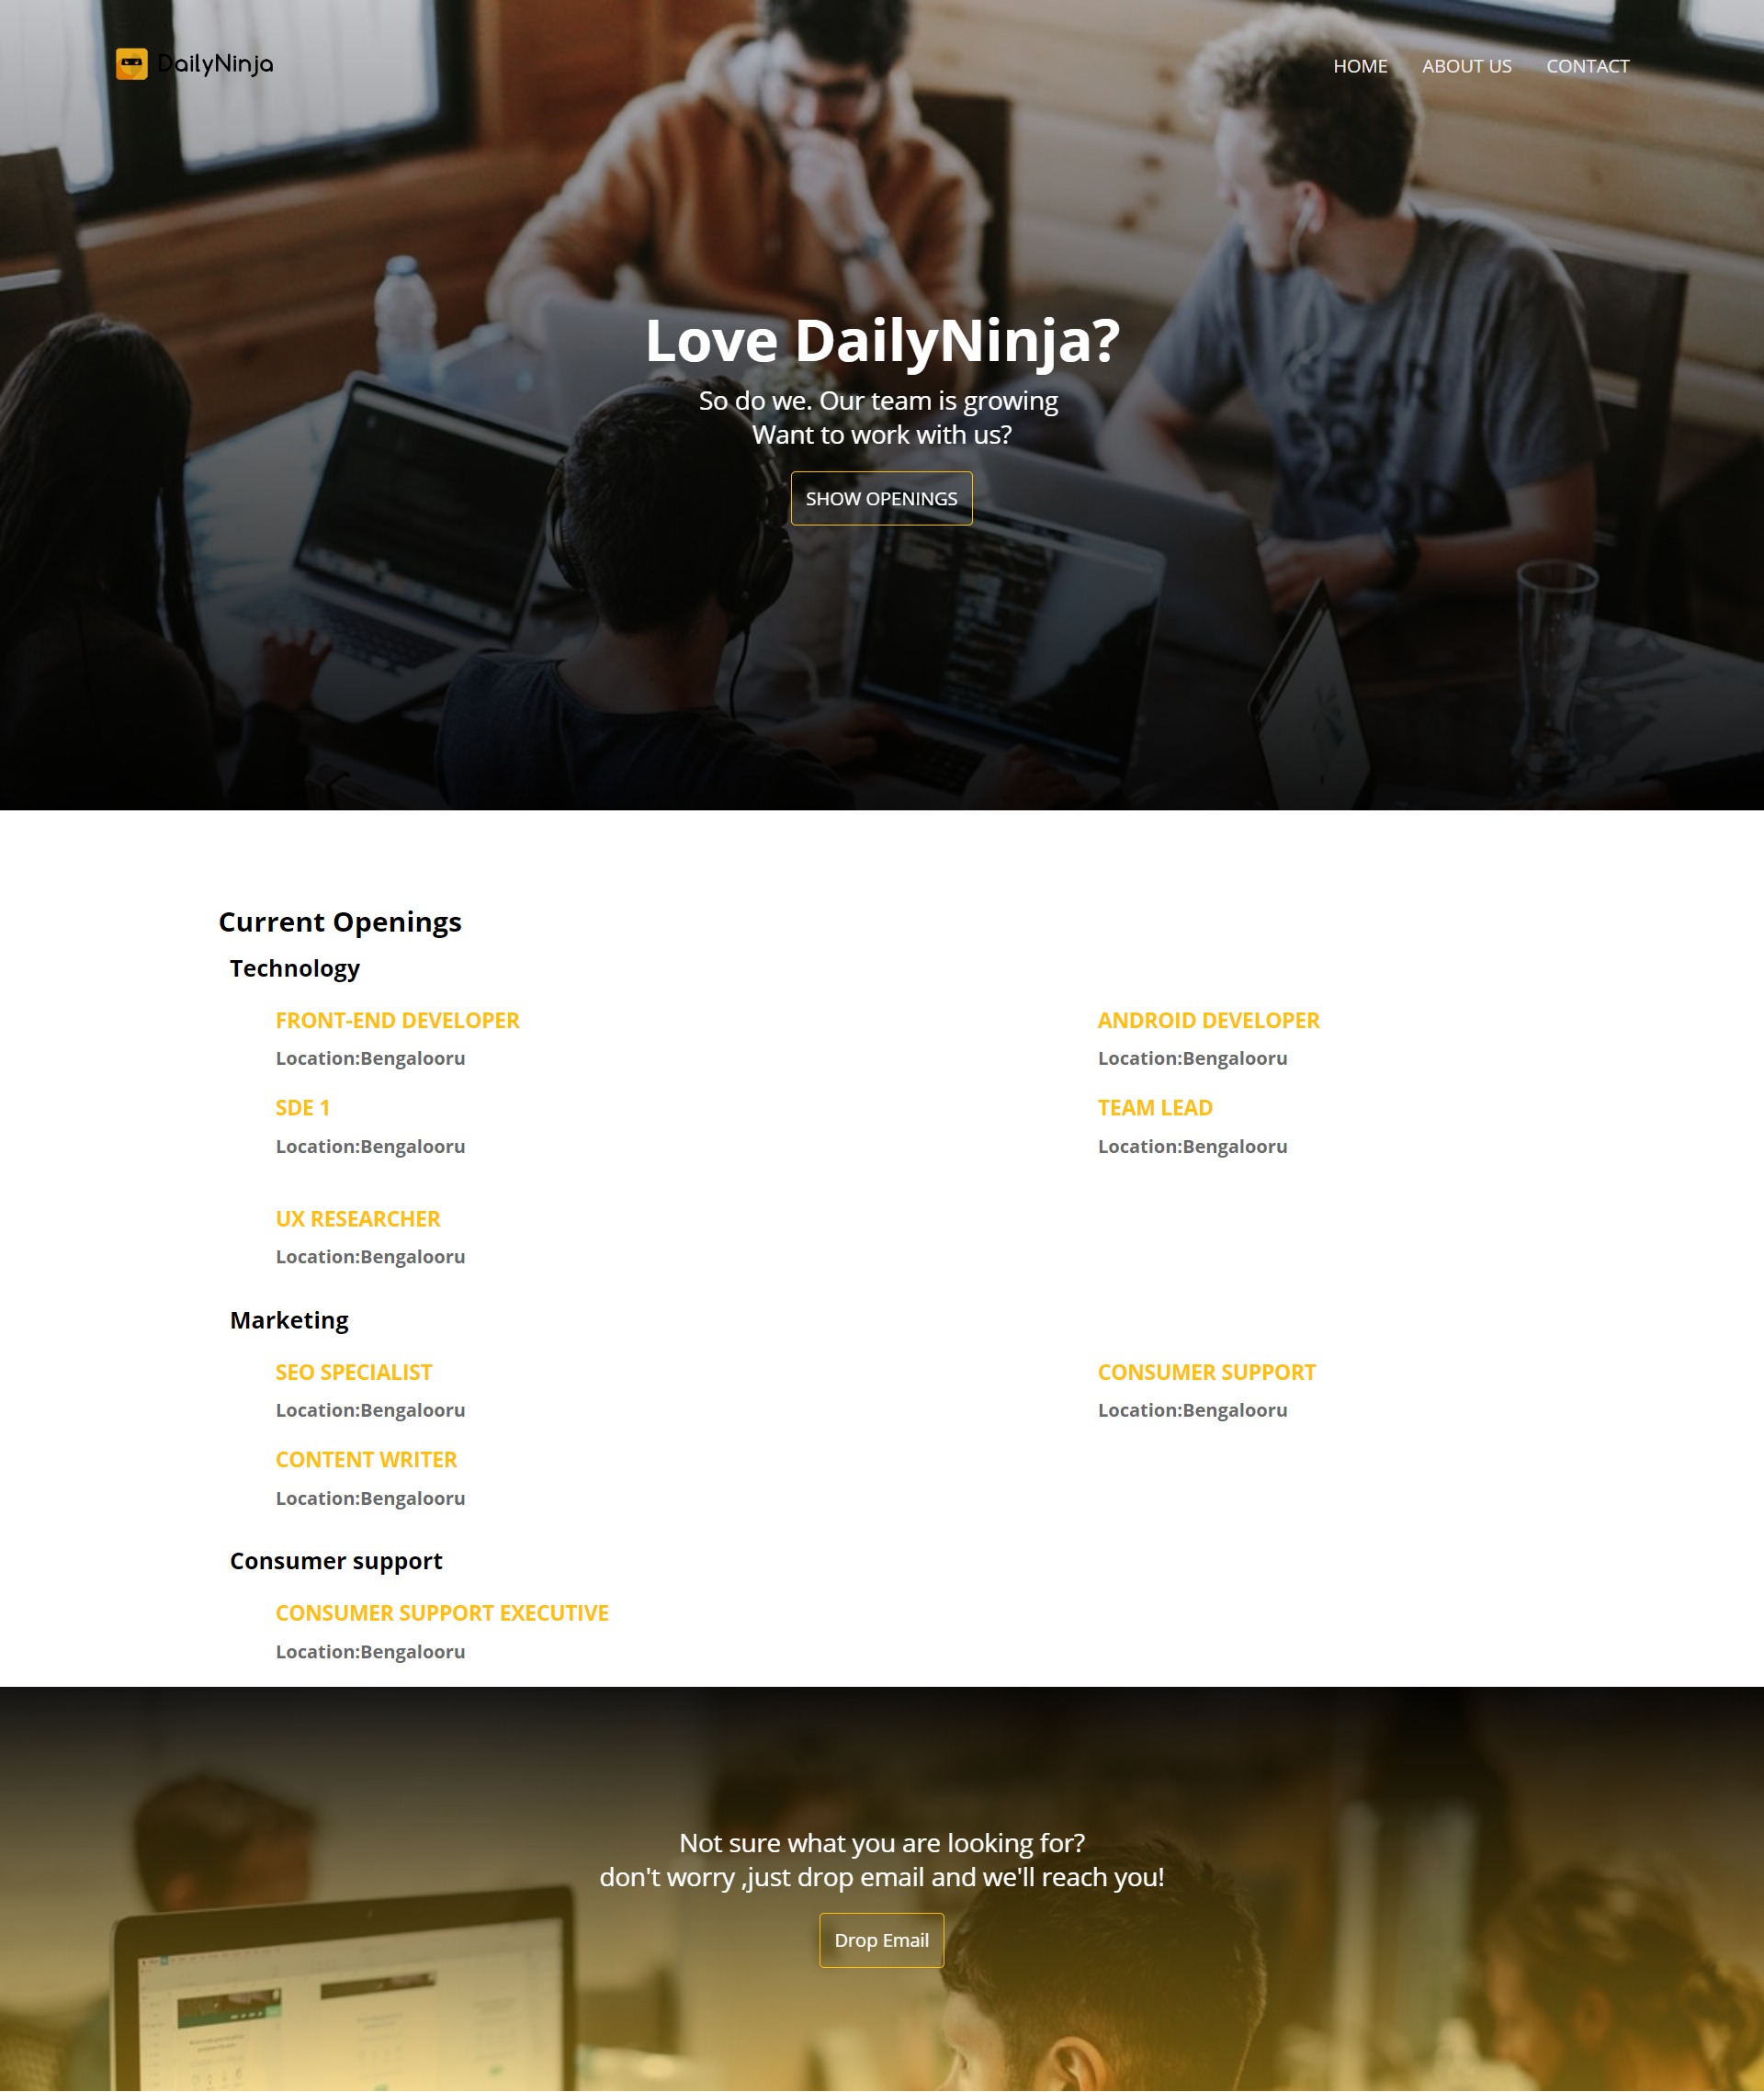 DailyNinja
HOME ABOUT US CONTACT
Love DailyNinja?
So do we. Our team is growing
Want to work with us?
SHOW OPENINGS
Current Openings
Technology
FRONT-END DEVELOPER
Location:Bengalooru
ANDROID DEVELOPER
Location:Bengalooru
SDE 1
Location:Bengalooru
TEAM LEAD
Location:Bengalooru
UX RESEARCHER
Location:Bengalooru
Marketing
SEO SPECIALIST
Location:Bengalooru
CONSUMER SUPPORT
Location:Bengalooru
CONTENT WRITER
Location:Bengalooru
Consumer support
CONSUMER SUPPORT EXECUTIVE
Location:Bengalooru
Not sure what you are looking for?
don't worry ,just drop email and we'll reach you!
Drop Email